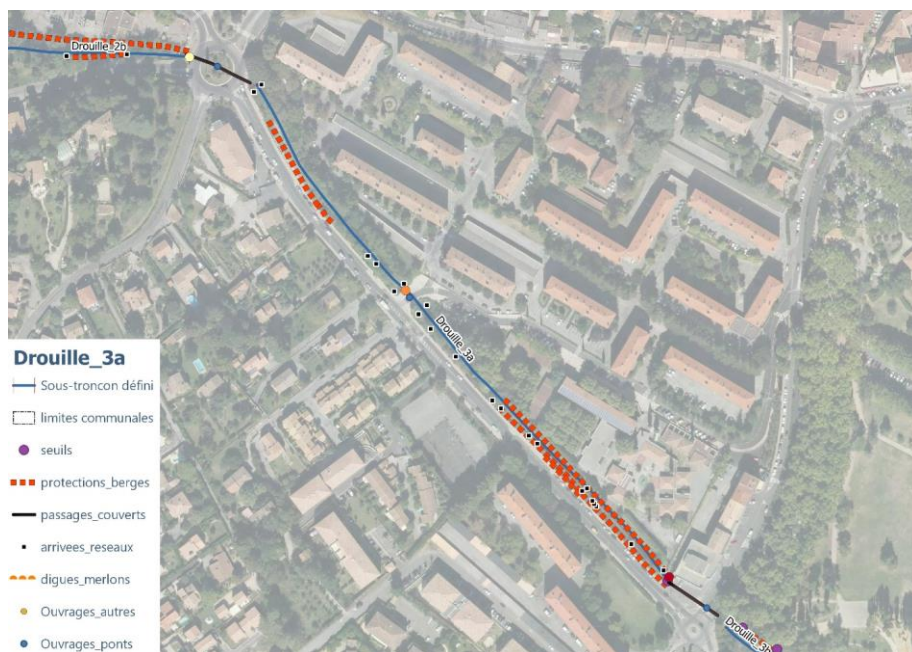 Drouille_2b
Drouille_3a
Drouille_3b
Drouille_3a
Sous-troncon défini
limites communales
seuils
protections_berges
passages_couverts
arrivees_reseaux
digues_merlons
Ouvrages_autres
Ouvrages_ponts